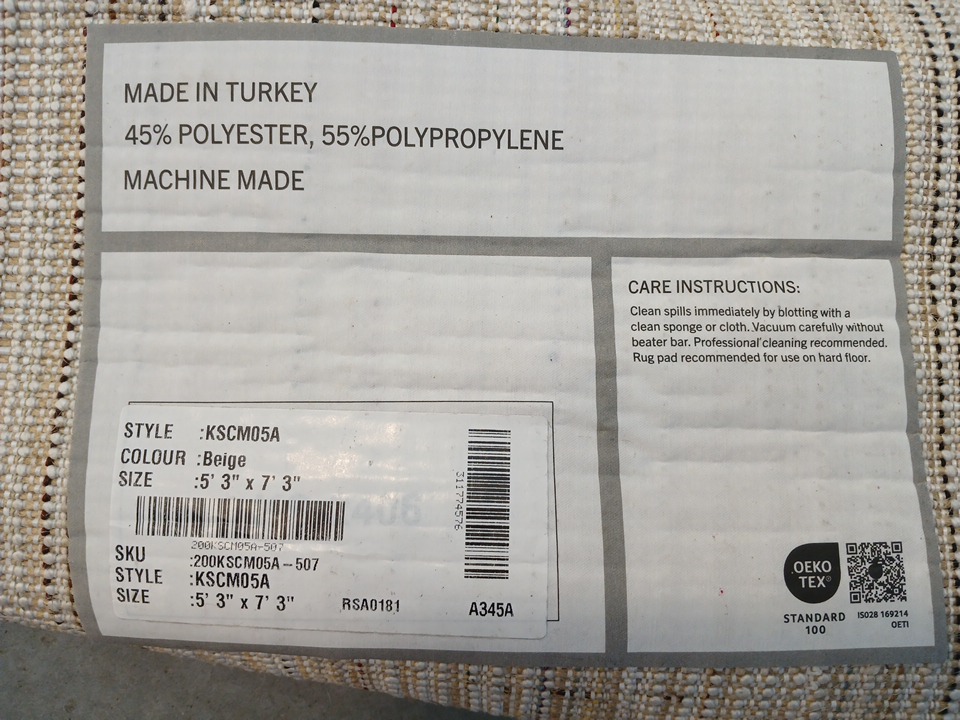 MADE IN TURKEY
45% POLYESTER, 55%POLYPROPYLENE
MACHINE MADE
CARE INSTRUCTIONS:
Clean spills immediately by blotting with a
clean sponge or cloth. Vacuum carefully without
beater bar. Professional cleaning recommended.
Rug pad recommended for use on hard floor.
STYLE :KSCM05A
COLOUR :Beige
SIZE :5' 3" x 7' 3"
200KSCM05A-507
SKU :200KSCM05A-507
STYLE :KSCM05A
SIZE :5' 3" x 7' 3" RSA0181 A345A
311774576
OEKO
TEX®
STANDARD
100
IS028 169214
OETI